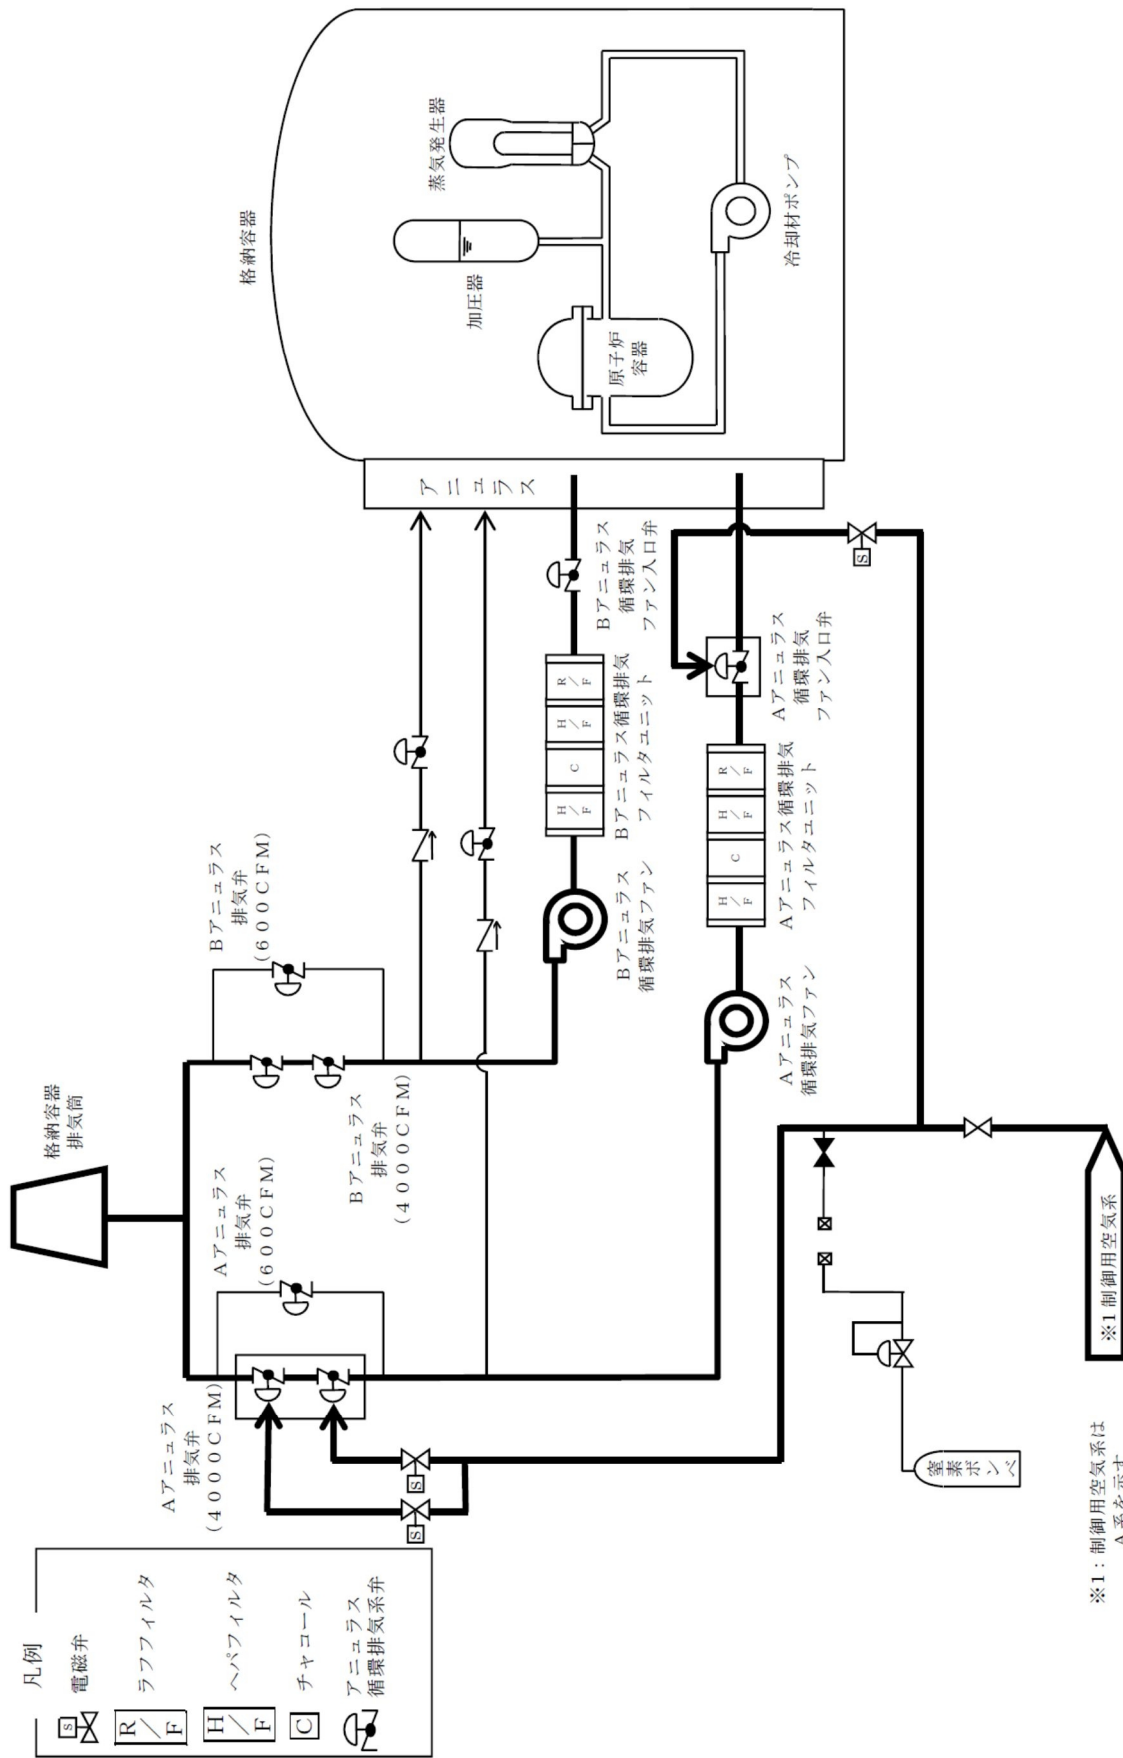 凡例
S
電磁弁
R/F
ラフフィルタ
H/F
ヘパフィルタ
C
チャコール
アニュラス
循環排気系弁
格納容器
排気筒
Aアニュラス
排気弁
(4000CFM)
Aアニュラス
排気弁
(600CFM)
Bアニュラス
排気弁
(4000CFM)
Bアニュラス
排気弁
(600CFM)
S
S
格納容器
加圧器
蒸気発生器
原子炉
容器
冷却材ポンプ
アニュラス
Bアニュラス
循環排気ファン
H/F
C
H/F
R/F
Bアニュラス循環排気
フィルタユニット
Bアニュラス
循環排気
ファン入口弁
Aアニュラス
循環排気ファン
H/F
C
H/F
R/F
Aアニュラス循環排気
フィルタユニット
Aアニュラス
循環排気
ファン入口弁
S
窒素ボンベ
※1 制御用空気系
※1：制御用空気系は
A系を示す